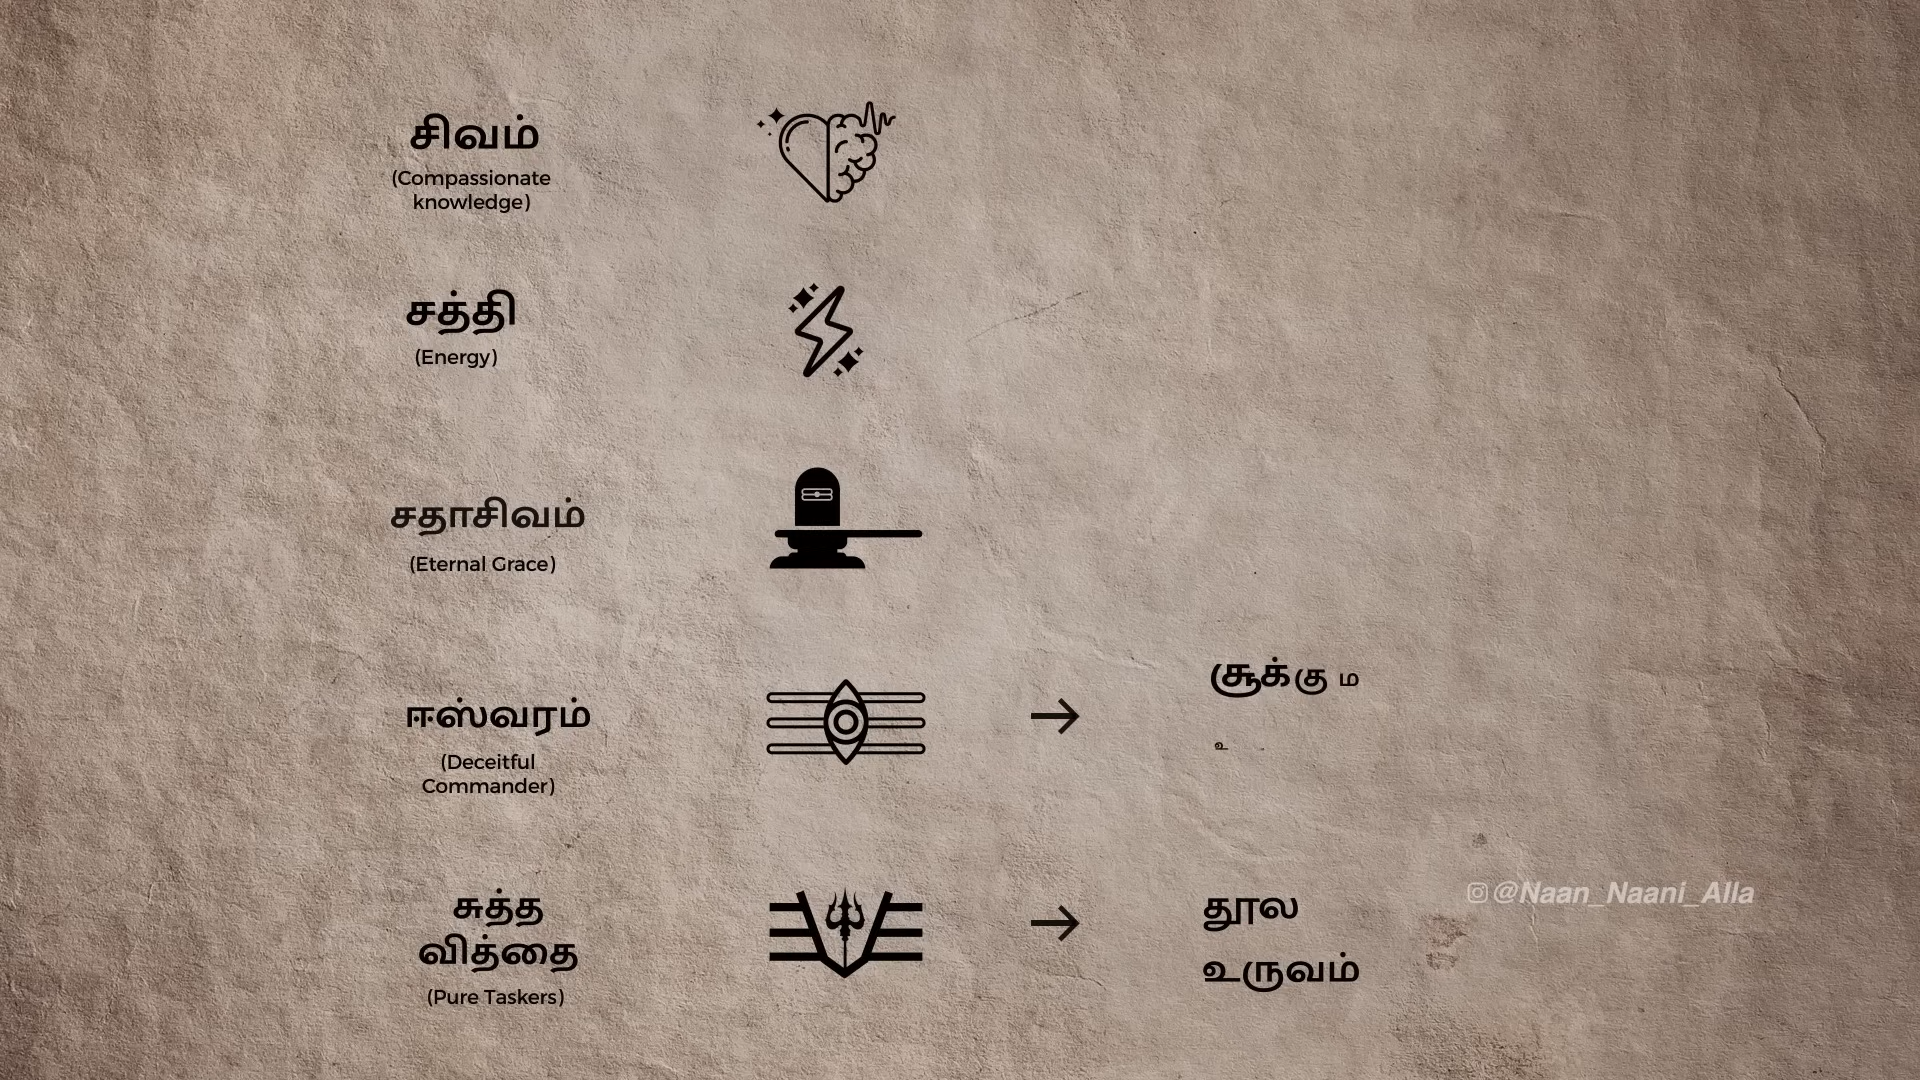 சிவம்
(Compassionate
knowledge)
சத்தி
(Energy)
சதாசிவம்
(Eternal Grace)
ஈஸ்வரம்
(Deceitful
Commander)
சூக்கும
உ
சுத்த
வித்தை
(Pure Taskers)
தூல
உருவம்
@Naan_Naani_Alla